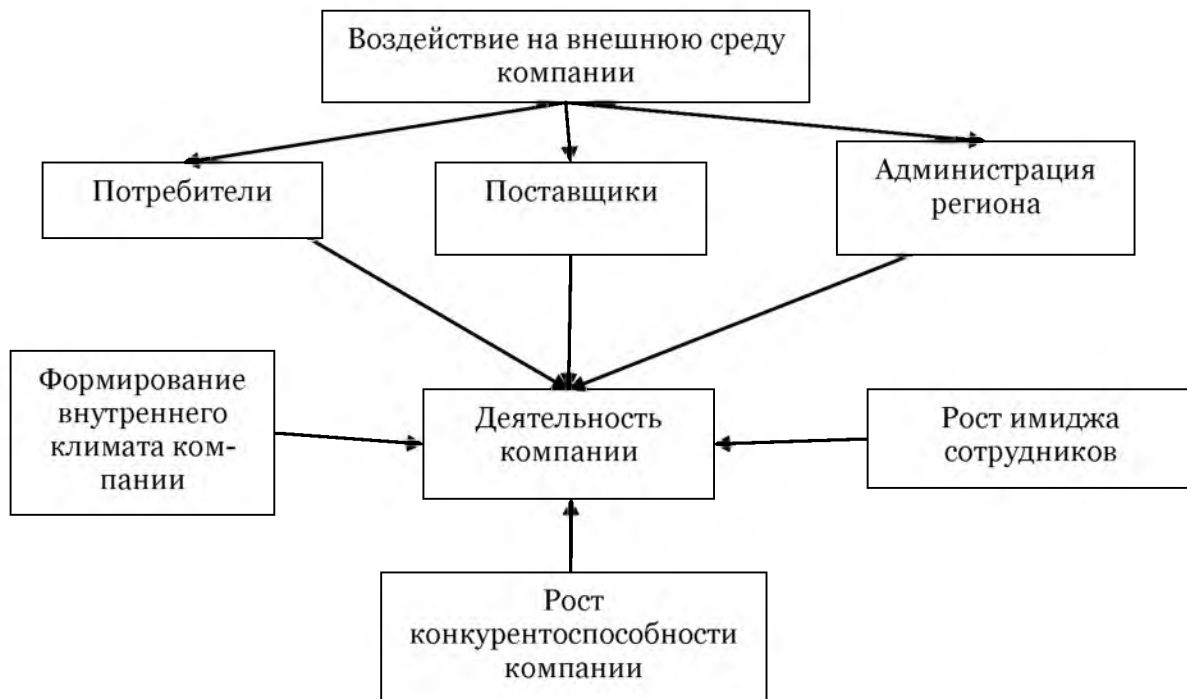 Воздействие на внешнюю среду
компании
Потребители
Поставщики
Администрация
региона
Формирование
внутреннего
климата ком-
пании
Деятельность
компании
Рост имиджа
сотрудников
Рост
конкурентоспособности
компании